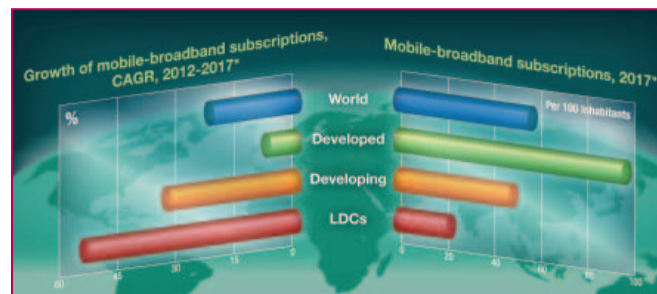 Growth of mobile-broadband subscriptions,
CAGR, 2012-2017*
Mobile-broadband subscriptions, 2017*
%
Per 100 inhabitants
World
Developed
Developing
LDCs
60 45 30 15 0
0 20 40 60 80 100